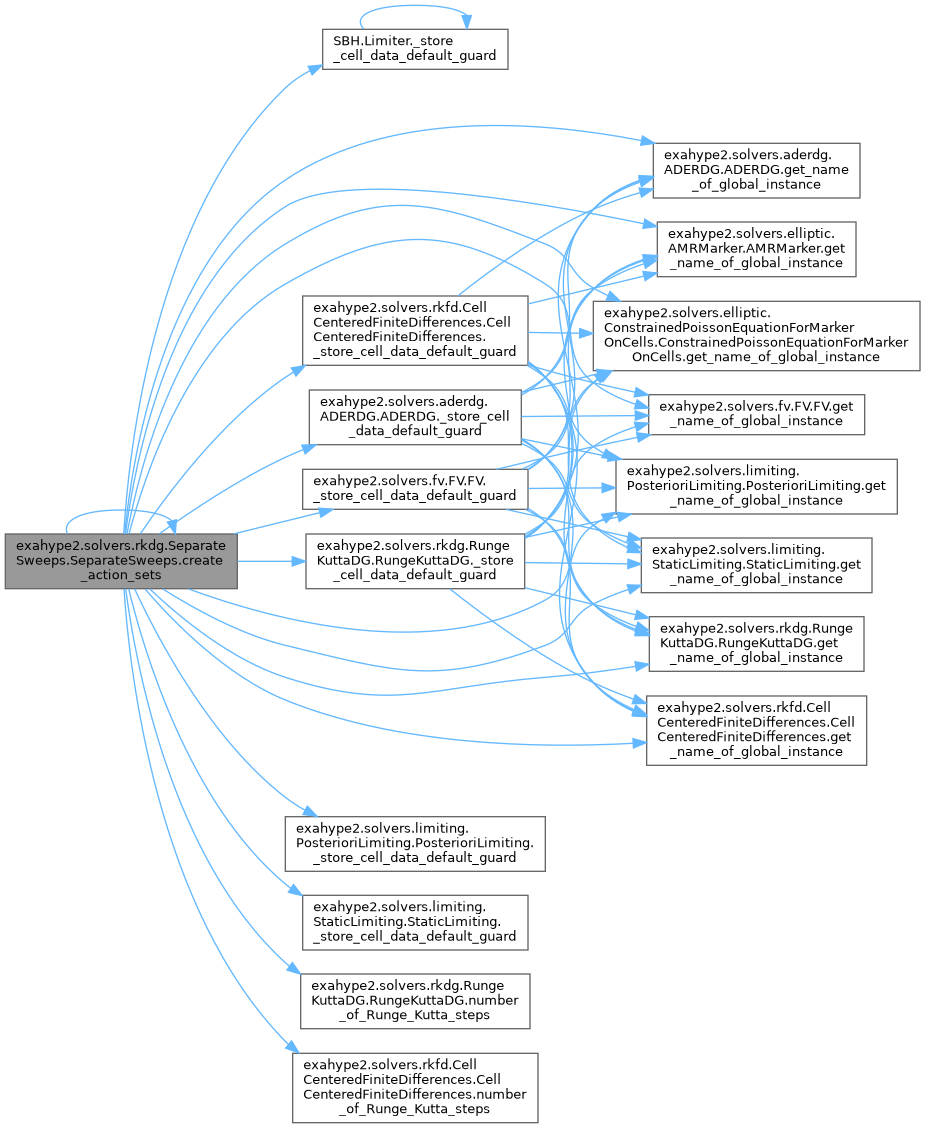 SBH.Limiter._store
_cell_data_default_guard
exahype2.solvers.aderdg.
ADERDG.ADERDG.get_name
_of_global_instance
exahype2.solvers.elliptic.
AMRMarker.AMRMarker.get
_name_of_global_instance
exahype2.solvers.rkfd.Cell
CenteredFiniteDifferences.Cell
CenteredFiniteDifferences.
_store_cell_data_default_guard
exahype2.solvers.elliptic.
ConstrainedPoissonEquationForMarker
OnCells.ConstrainedPoissonEquationForMarker
OnCells.get_name_of_global_instance
exahype2.solvers.aderdg.
ADERDG.ADERDG._store_cell
_data_default_guard
exahype2.solvers.fv.FV.FV.get
_name_of_global_instance
exahype2.solvers.fv.FV.FV.
_store_cell_data_default_guard
exahype2.solvers.limiting.
PosterioriLimiting.PosterioriLimiting.get
_name_of_global_instance
exahype2.solvers.rkdg.Separate
Sweeps.SeparateSweeps.create
_action_sets
exahype2.solvers.rkdg.Runge
KuttaDG.RungeKuttaDG._store
_cell_data_default_guard
exahype2.solvers.limiting.
StaticLimiting.StaticLimiting.get
_name_of_global_instance
exahype2.solvers.rkdg.Runge
KuttaDG.RungeKuttaDG.get
_name_of_global_instance
exahype2.solvers.rkfd.Cell
CenteredFiniteDifferences.Cell
CenteredFiniteDifferences.get
_name_of_global_instance
exahype2.solvers.limiting.
PosterioriLimiting.PosterioriLimiting.
_store_cell_data_default_guard
exahype2.solvers.limiting.
StaticLimiting.StaticLimiting.
_store_cell_data_default_guard
exahype2.solvers.rkdg.Runge
KuttaDG.RungeKuttaDG.number
_of_Runge_Kutta_steps
exahype2.solvers.rkfd.Cell
CenteredFiniteDifferences.Cell
CenteredFiniteDifferences.number
_of_Runge_Kutta_steps